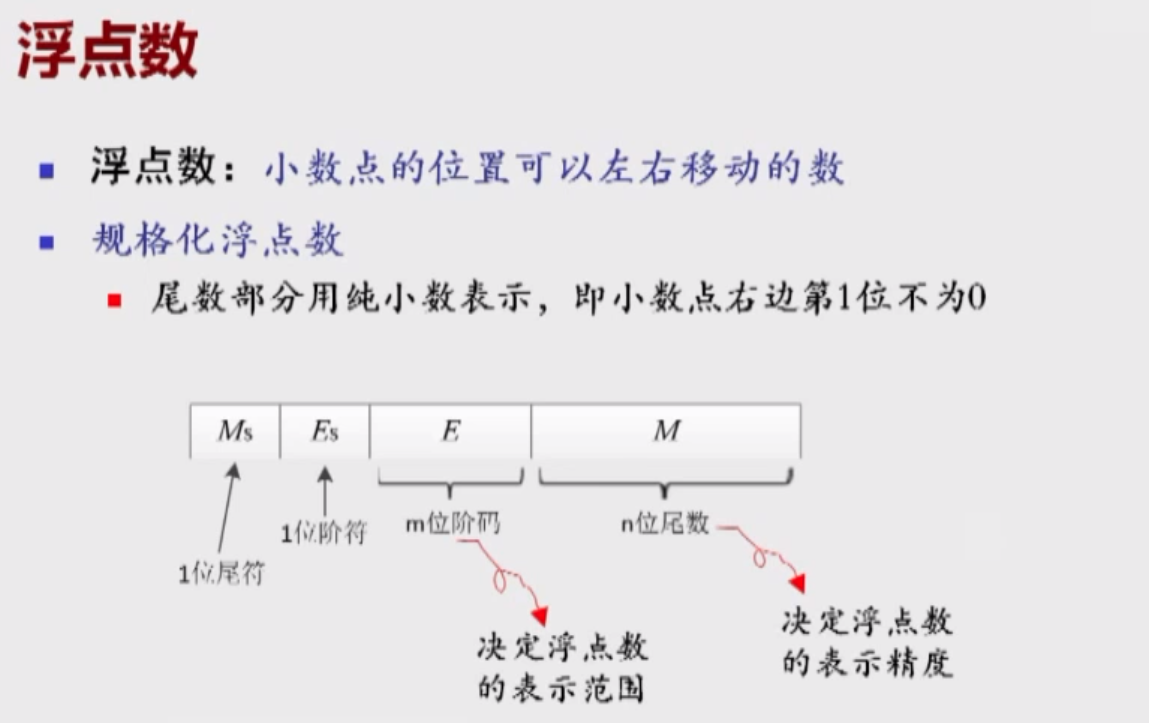 浮点数
浮点数：小数点的位置可以左右移动的数
规格化浮点数
尾数部分用纯小数表示，即小数点右边第1位不为0
Ms Es E M
1位尾符
1位阶符
m位阶码
n位尾数
决定浮点数
的表示范围
决定浮点数
的表示精度